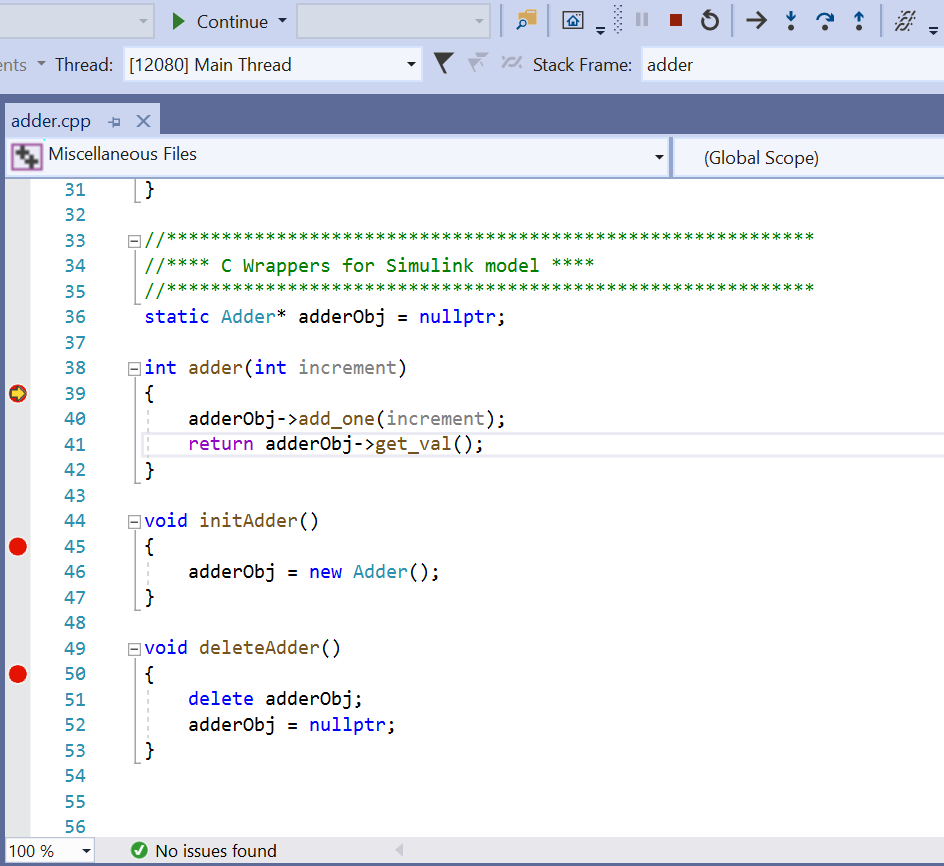 Continue
ents Thread: [12080] Main Thread Stack Frame: adder
adder.cpp
Miscellaneous Files (Global Scope)
31 }
32
33 //***********************************************************
34 //**** C Wrappers for Simulink model ****
35 //***********************************************************
36 static Adder* adderObj = nullptr;
37
38 int adder(int increment)
39 {
40 adderObj->add_one(increment);
41 return adderObj->get_val();
42 }
43
44 void initAdder()
45 {
46 adderObj = new Adder();
47 }
48
49 void deleteAdder()
50 {
51 delete adderObj;
52 adderObj = nullptr;
53 }
54
55
56
100 % No issues found